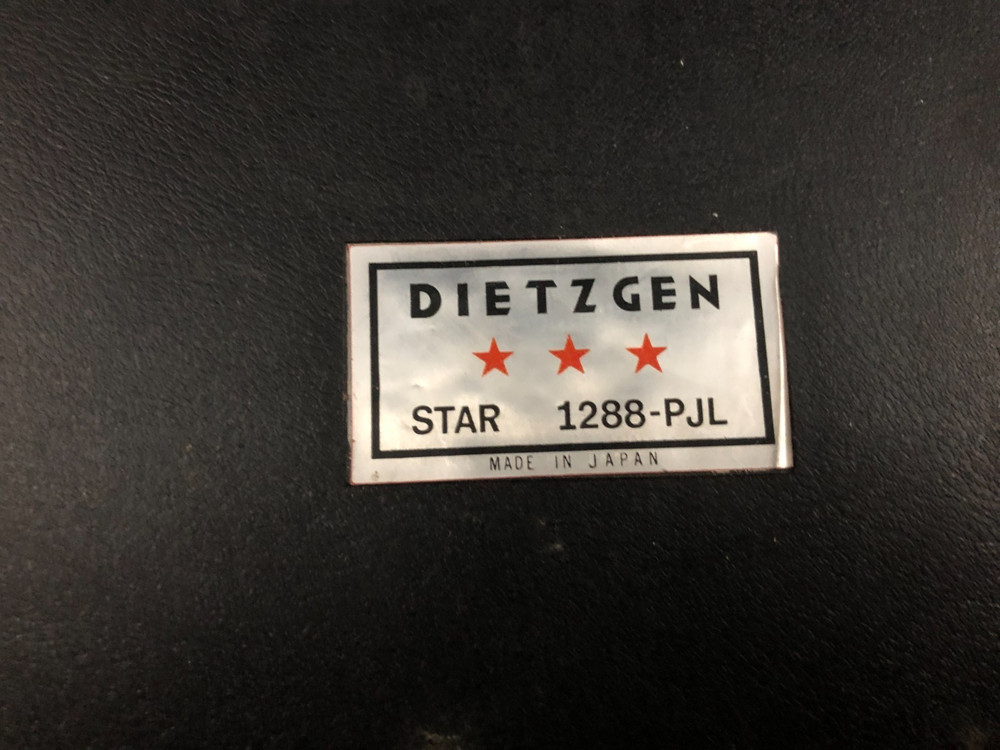 DIETZGEN
STAR 1288-PJL
MADE IN JAPAN